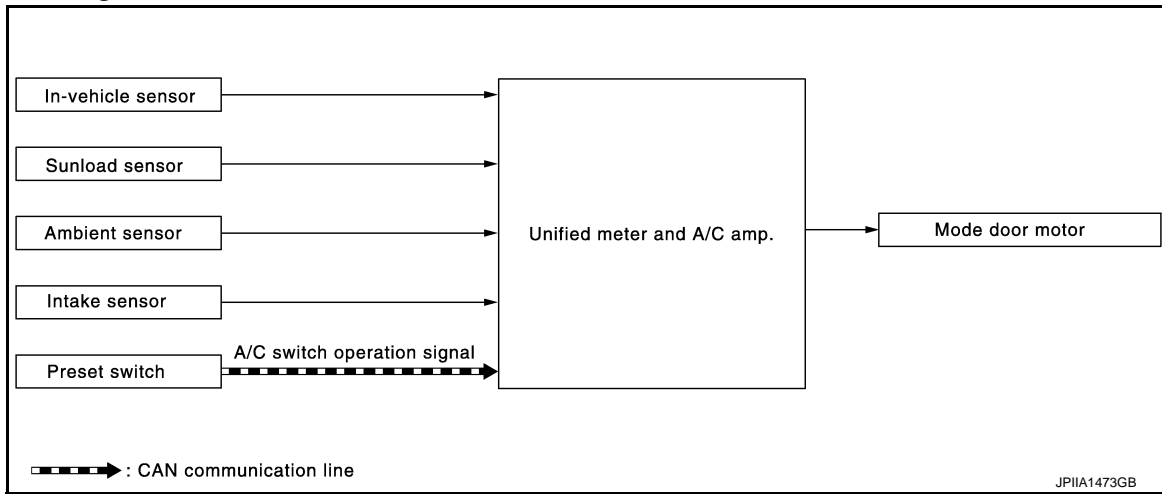 In-vehicle sensor
Sunload sensor
Ambient sensor
Intake sensor
Preset switch
A/C switch operation signal
Unified meter and A/C amp.
Mode door motor
: CAN communication line
JPIIA1473GB